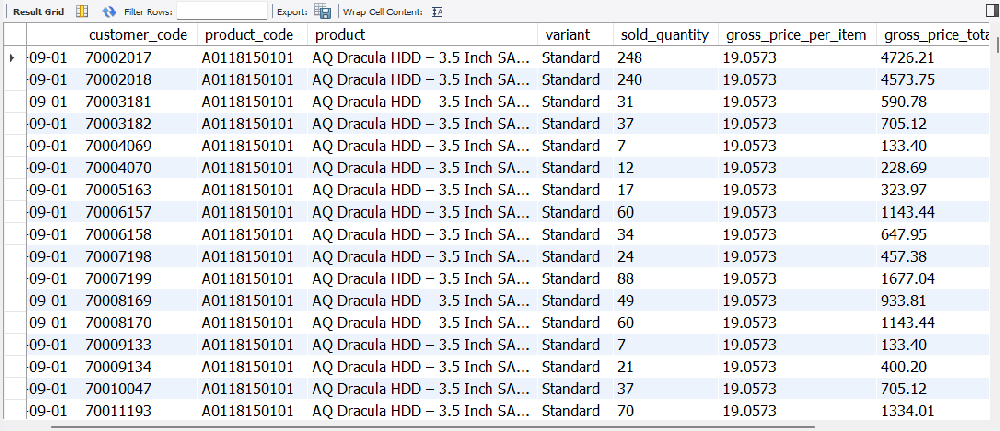 Result Grid Filter Rows: Export: Wrap Cell Content: IA
customer_code product_code product variant sold_quantity gross_price_per_item gross_price_tota
-09-01 70002017 A0118150101 AQ Dracula HDD – 3.5 Inch SA... Standard 248 19.0573 4726.21
-09-01 70002018 A0118150101 AQ Dracula HDD – 3.5 Inch SA... Standard 240 19.0573 4573.75
-09-01 70003181 A0118150101 AQ Dracula HDD – 3.5 Inch SA... Standard 31 19.0573 590.78
-09-01 70003182 A0118150101 AQ Dracula HDD – 3.5 Inch SA... Standard 37 19.0573 705.12
-09-01 70004069 A0118150101 AQ Dracula HDD – 3.5 Inch SA... Standard 7 19.0573 133.40
-09-01 70004070 A0118150101 AQ Dracula HDD – 3.5 Inch SA... Standard 12 19.0573 228.69
-09-01 70005163 A0118150101 AQ Dracula HDD – 3.5 Inch SA... Standard 17 19.0573 323.97
-09-01 70006157 A0118150101 AQ Dracula HDD – 3.5 Inch SA... Standard 60 19.0573 1143.44
-09-01 70006158 A0118150101 AQ Dracula HDD – 3.5 Inch SA... Standard 34 19.0573 647.95
-09-01 70007198 A0118150101 AQ Dracula HDD – 3.5 Inch SA... Standard 24 19.0573 457.38
-09-01 70007199 A0118150101 AQ Dracula HDD – 3.5 Inch SA... Standard 88 19.0573 1677.04
-09-01 70008169 A0118150101 AQ Dracula HDD – 3.5 Inch SA... Standard 49 19.0573 933.81
-09-01 70008170 A0118150101 AQ Dracula HDD – 3.5 Inch SA... Standard 60 19.0573 1143.44
-09-01 70009133 A0118150101 AQ Dracula HDD – 3.5 Inch SA... Standard 7 19.0573 133.40
-09-01 70009134 A0118150101 AQ Dracula HDD – 3.5 Inch SA... Standard 21 19.0573 400.20
-09-01 70010047 A0118150101 AQ Dracula HDD – 3.5 Inch SA... Standard 37 19.0573 705.12
-09-01 70011193 A0118150101 AQ Dracula HDD – 3.5 Inch SA... Standard 70 19.0573 1334.01